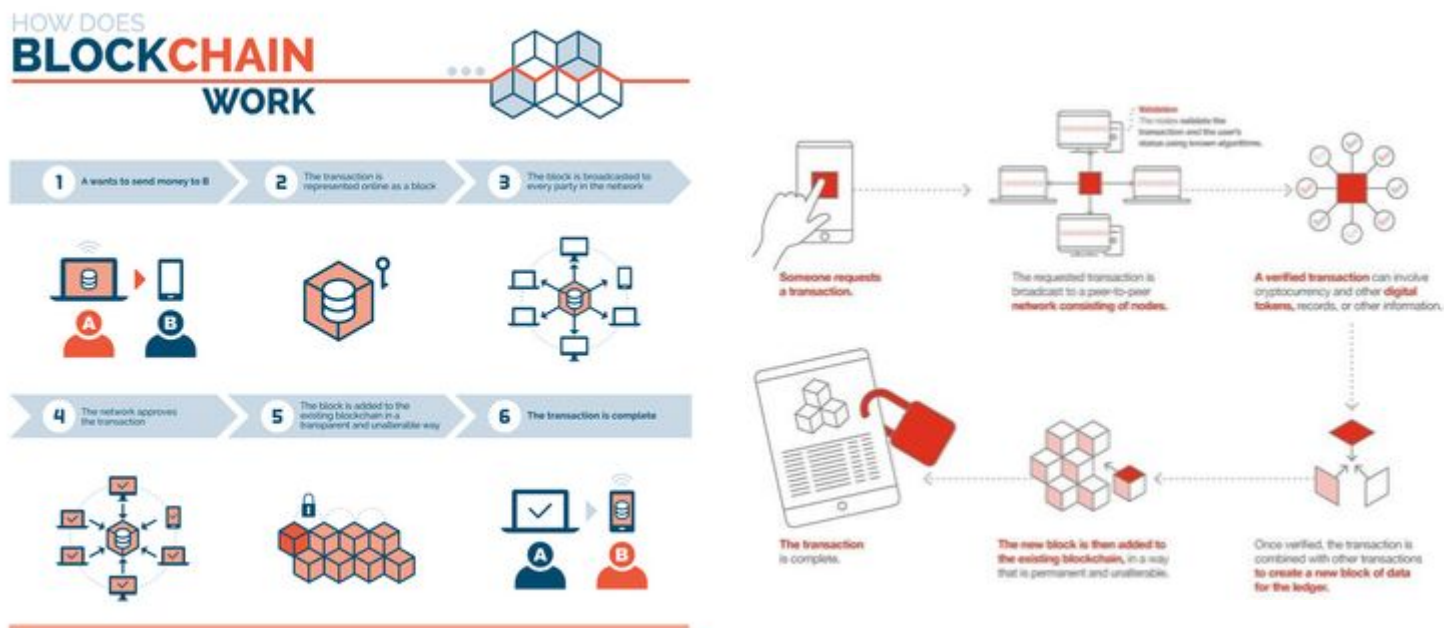 HOW DOES
BLOCKCHAIN
WORK
1 A wants to send money to B
2 The transaction is
represented online as a block
3 The block is broadcasted to
every party in the network
A B
4 The network approves
the transaction
5 The block is added to the
existing blockchain in a
transparent and unalterable way
6 The transaction is complete
A B
Validation
The nodes validate the
transaction and the user's
status using known algorithms.
Someone requests
a transaction.
The requested transaction is
broadcast to a peer-to-peer
network consisting of nodes.
A verified transaction can involve
cryptocurrency and other digital
tokens, records, or other information.
The transaction
is complete.
The new block is then added to
the existing blockchain, in a way
that is permanent and unalterable.
Once verified, the transaction is
combined with other transactions
to create a new block of data
for the ledger.